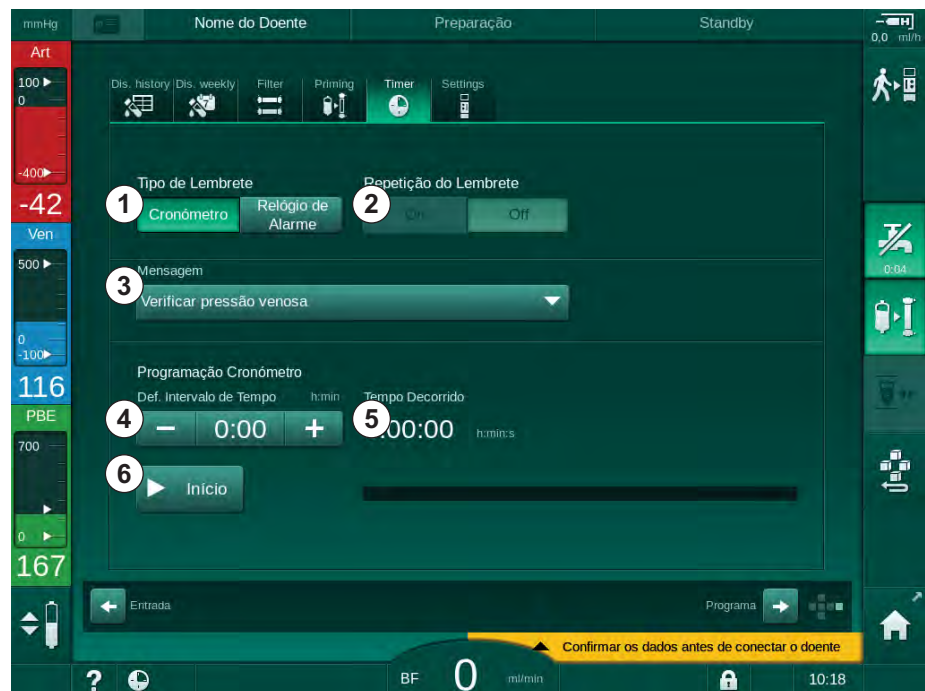 mmHg Nome do Doente Preparação Standby
0,0 ml/h
Art
100
0
-400
-42
Ven
500
0
-100
116
PBE
700
0
167
Dis. history Dis. weekly Filter Priming Timer Settings
7
Tipo de Lembrete Repetição do Lembrete
1 Cronómetro Relógio de Alarme 2 On Off
Mensagem
3
Verificar pressão venosa
Programação Cronómetro
Def. Intervalo de Tempo h:min Tempo Decorrido
4 − 0:00 + 5 :00:00 h:min:s
6 Início
0:04
Entrada Programa
Confirmar os dados antes de conectar o doente
? BF 0 ml/min 10:18